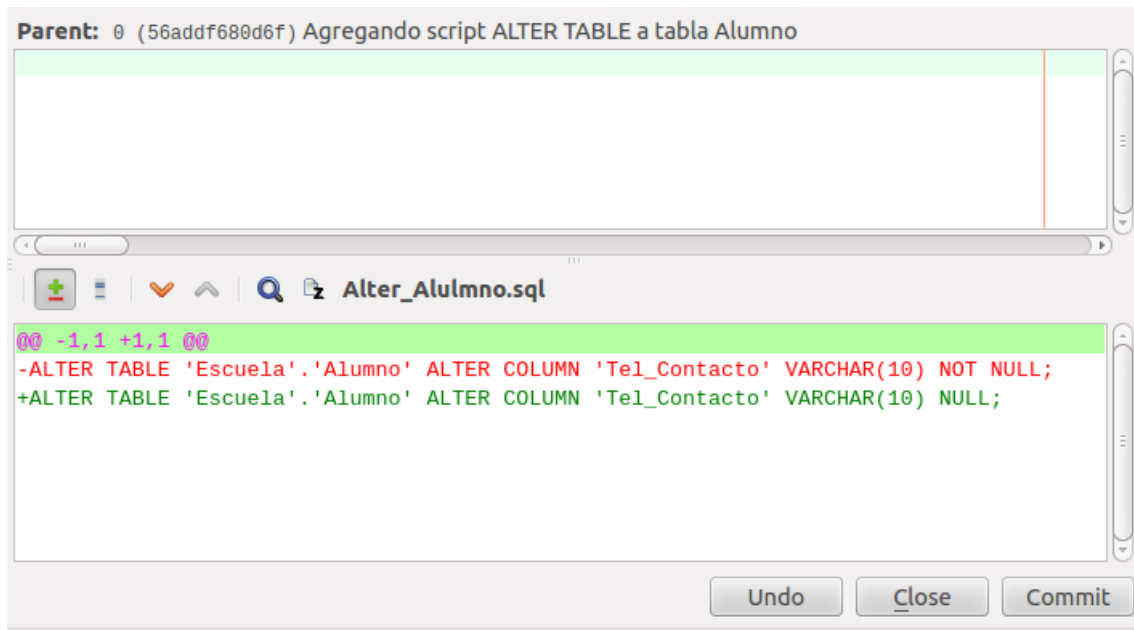 Parent: 0 (56addf680d6f) Agregando script ALTER TABLE a tabla Alumno
Alter_Alulmno.sql
@@ -1,1 +1,1 @@
-ALTER TABLE 'Escuela'.'Alumno' ALTER COLUMN 'Tel_Contacto' VARCHAR(10) NOT NULL;
+ALTER TABLE 'Escuela'.'Alumno' ALTER COLUMN 'Tel_Contacto' VARCHAR(10) NULL;
Undo Close Commit